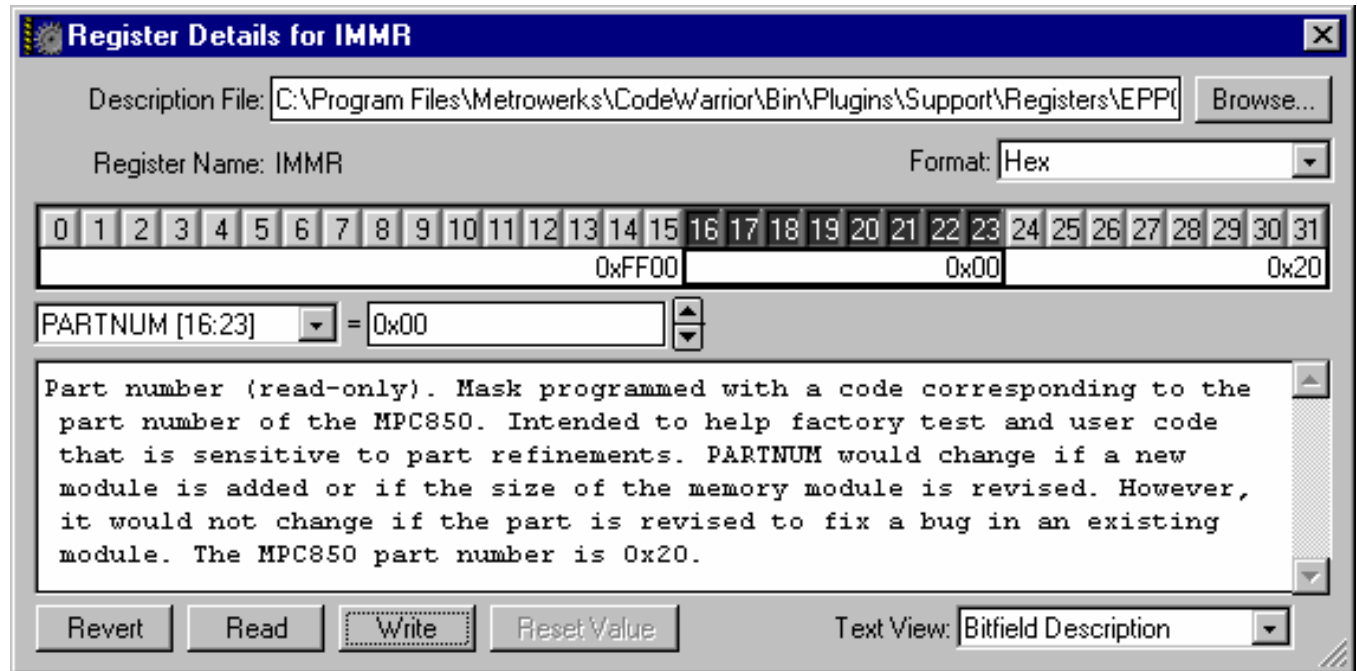 Register Details for IMMR
Description File: C:\Program Files\Metrowerks\CodeWarrior\Bin\Plugins\Support\Registers\EPP( Browse...
Register Name: IMMR Format: Hex
0 1 2 3 4 5 6 7 8 9 10 11 12 13 14 15 16 17 18 19 20 21 22 23 24 25 26 27 28 29 30 31
0xFF00 0x00 0x20
PARTNUM [16:23] = 0x00
Part number (read-only). Mask programmed with a code corresponding to the
part number of the MPC850. Intended to help factory test and user code
that is sensitive to part refinements. PARTNUM would change if a new
module is added or if the size of the memory module is revised. However,
it would not change if the part is revised to fix a bug in an existing
module. The MPC850 part number is 0x20.
Revert Read Write Reset Value Text View: Bitfield Description